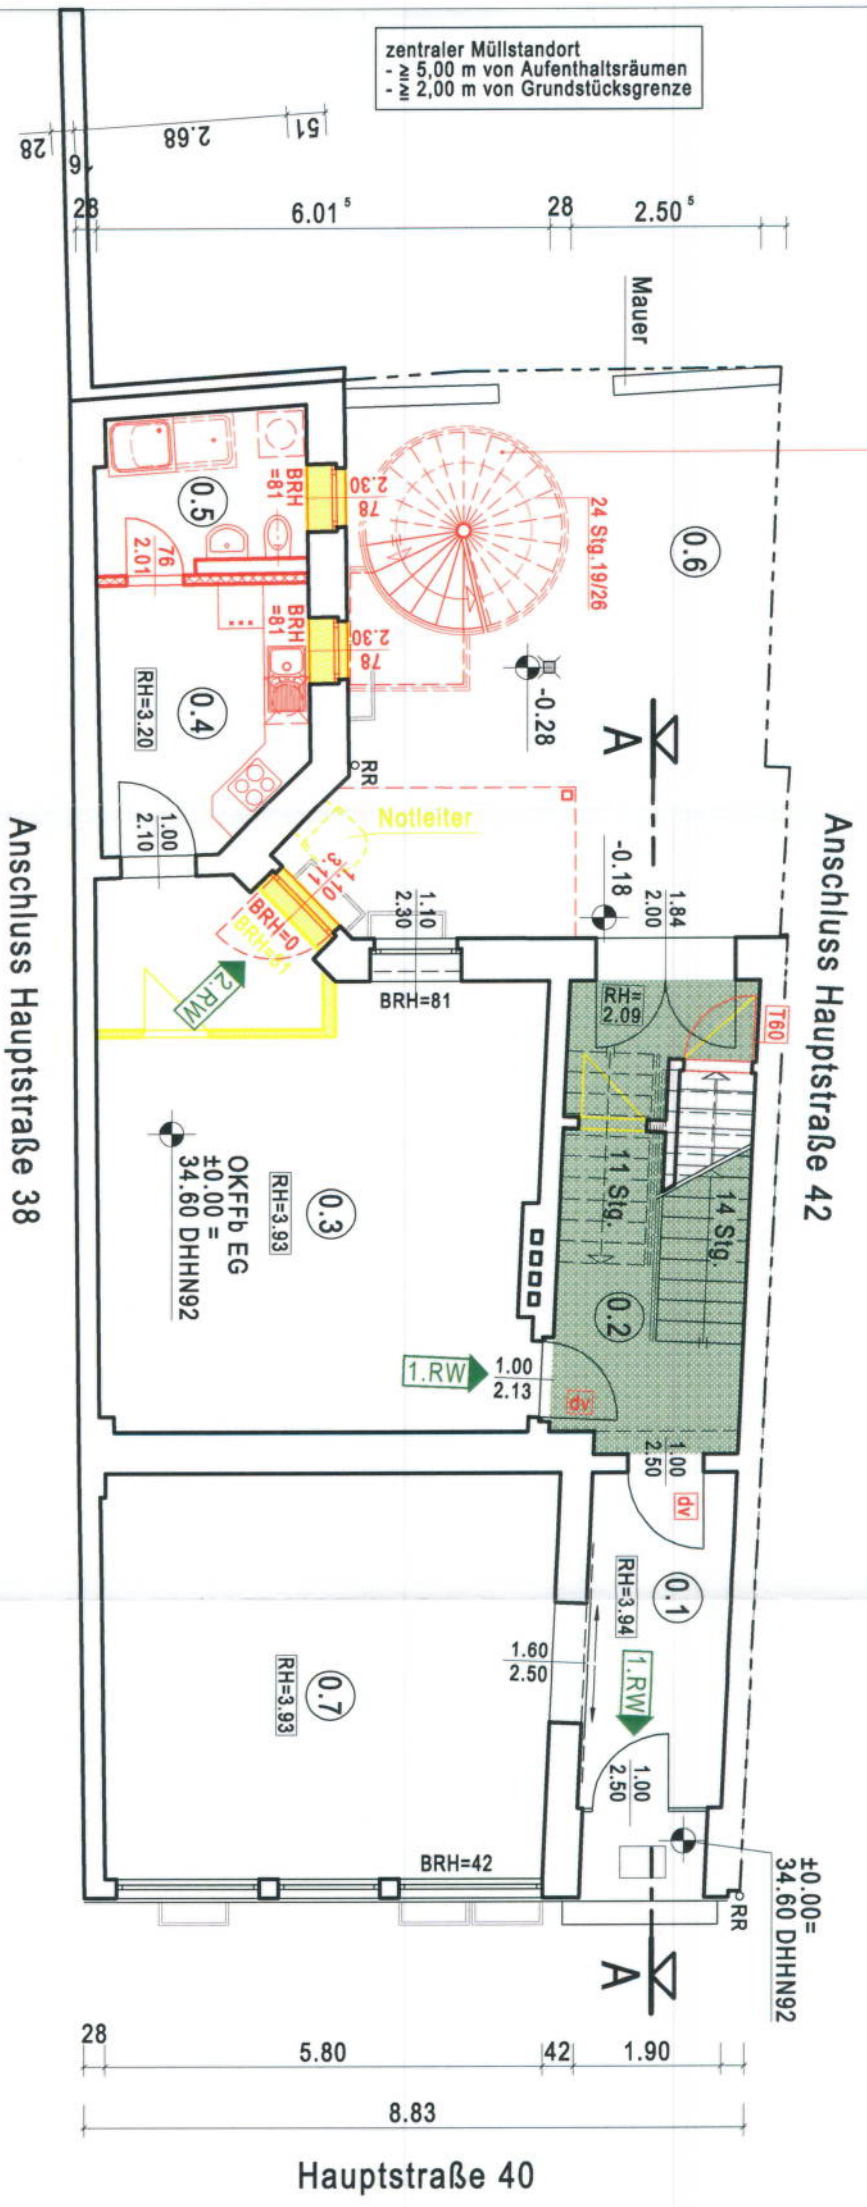 zentraler Müllstandort
- ≥ 5,00 m von Aufenthaltsräumen
- ≥ 2,00 m von Grundstücksgrenze
28
6
2.68
51
28
6.01⁵
28
2.50⁵
Mauer
0.6
24 Stg.19/26
BRH
=81
2.30
78
0.5
76
2.01
BRH
=81
2.30
78
0.4
RH=3.20
-0.28
A
RR
Notleiter
1.00
2.10
1.10
3.11
BRH=0
BRH=81
2.RW
1.10
2.30
BRH=81
-0.18
1.84
2.00
RH=
2.09
T60
11 Stg.
14 Stg.
0.2
0.3
RH=3.93
OKFFb EG
±0.00 =
34.60 DHHN92
1.RW
1.00
2.13
dv
1.00
2.50
dv
0.1
RH=3.94
1.RW
1.60
2.50
0.7
RH=3.93
1.00
2.50
BRH=42
RR
±0.00=
34.60 DHHN92
A
28
5.80
42
1.90
8.83
Anschluss Hauptstraße 38
Anschluss Hauptstraße 42
Hauptstraße 40